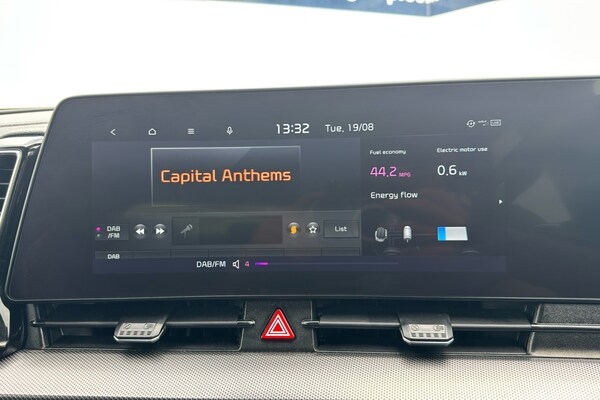 13:32 Tue, 19/08
Fuel economy Electric motor use
Capital Anthems
44,2 MPG 0,6 kW
Energy flow
DAB
/FM
List
DAB
DAB/FM 4